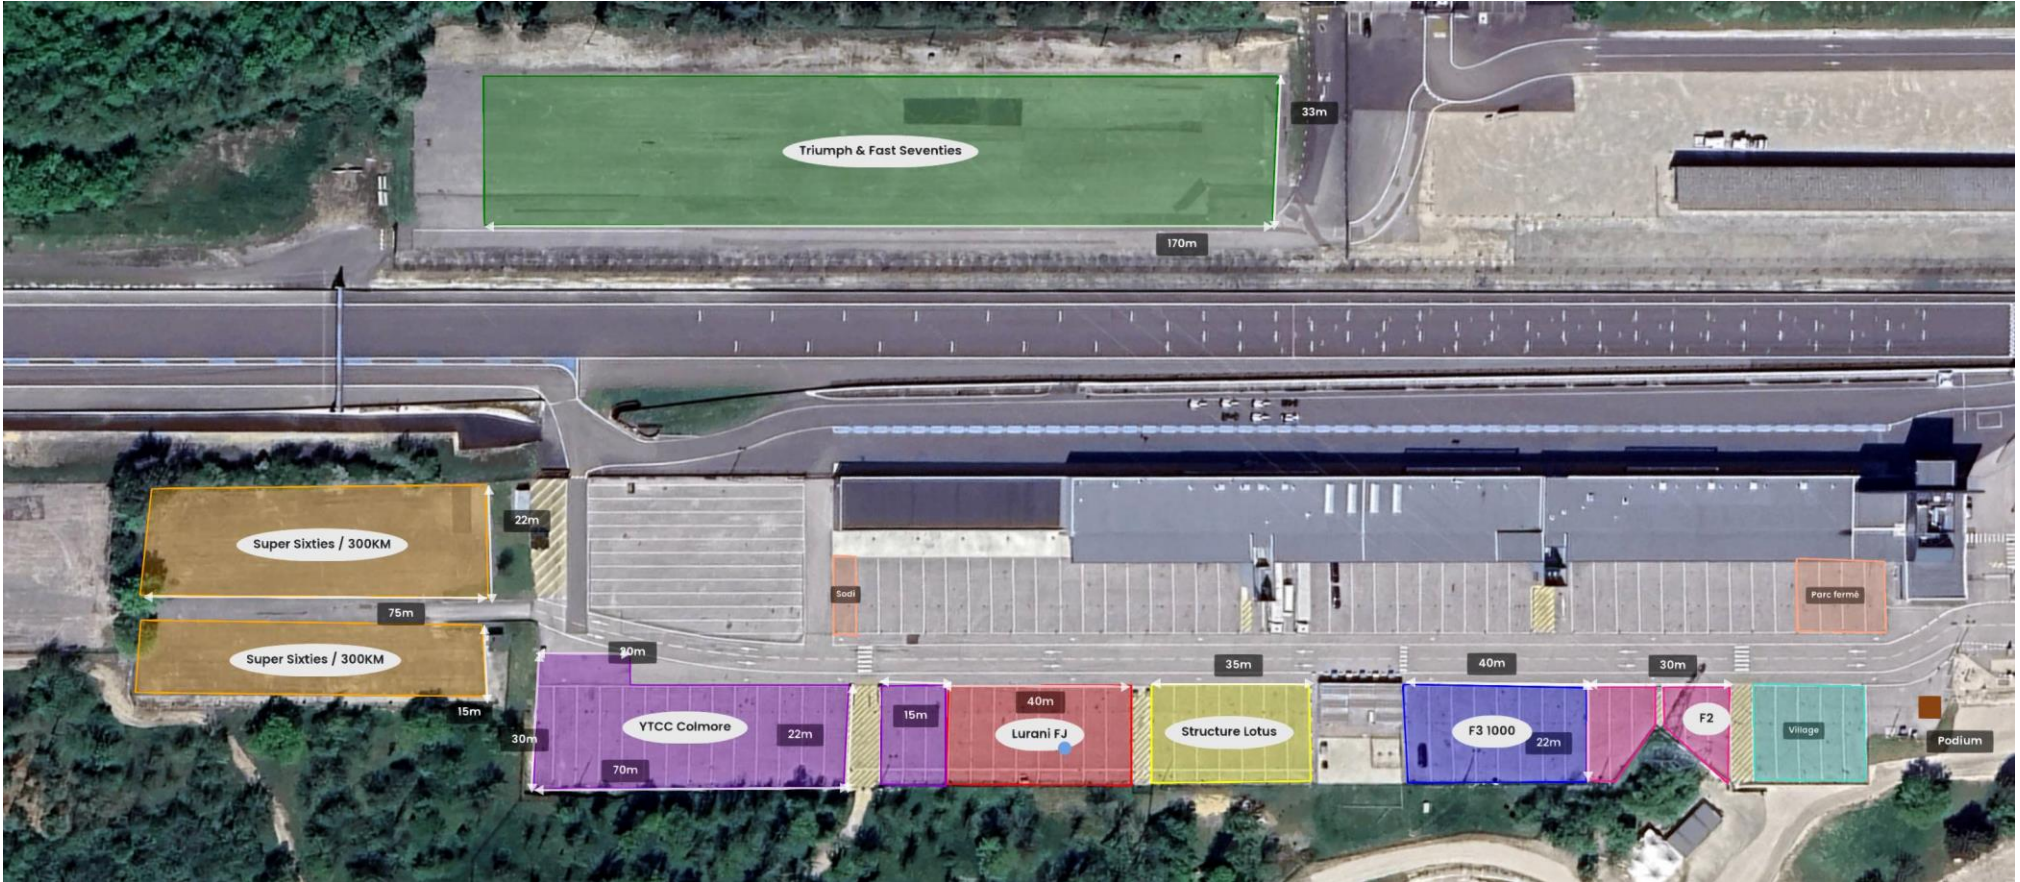 33m
Triumph & Fast Seventies
170m
22m
Super Sixties / 300KM
75m
Sodi
Parc fermé
Super Sixties / 300KM
20m
35m
40m
30m
15m
30m
YTCC Colmore
22m
70m
15m
40m
Lurani FJ
Structure Lotus
F3 1000
22m
F2
Village
Podium